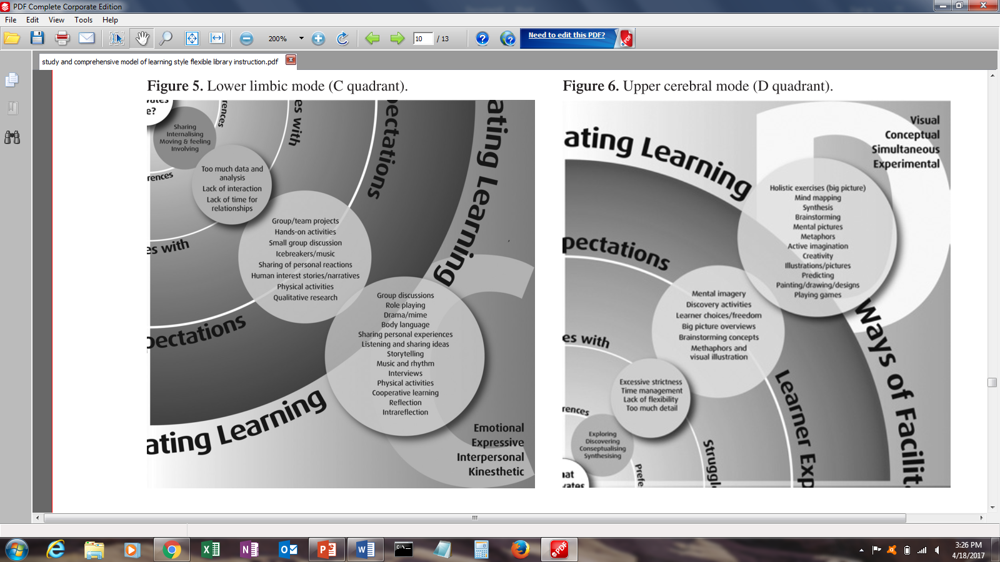 PDF Complete Corporate Edition
File Edit View Tools Help
200%
10 / 13
Need to edit this PDF?
study and comprehensive model of learning style flexible library instruction.pdf
Figure 5. Lower limbic mode (C quadrant).
e?
rences
es with
pectations
ating Learning
Sharing
Internalising
Moving & feeling
Involving
rences
Too much data and
analysis
Lack of interaction
Lack of time for
relationships
es with
Group/team projects
Hands-on activities
Small group discussion
Icebreakers/music
Sharing of personal reactions
Human interest stories/narratives
Physical activities
Qualitative research
pectations
Group discussions
Role playing
Drama/mime
Body language
Sharing personal experiences
Listening and sharing ideas
Storytelling
Music and rhythm
Interviews
Physical activities
Cooperative learning
Reflection
Intrareflection
ating Learning
Emotional
Expressive
Interpersonal
Kinesthetic
Figure 6. Upper cerebral mode (D quadrant).
Visual
Conceptual
Simultaneous
Experimental
ating Learning
Holistic exercises (big picture)
Mind mapping
Synthesis
Brainstorming
Mental pictures
Metaphors
Active imagination
Creativity
Illustrations/pictures
Predicting
Painting/drawing/designs
Playing games
pectations
Mental imagery
Discovery activities
Learner choices/freedom
Big picture overviews
Brainstorming concepts
Methaphors and
visual illustration
Ways of Facilit
es with
Excessive strictness
Time management
Lack of flexibility
Too much detail
Learner Exp
rences
Exploring
Discovering
Conseptualising
Synthesising
Struggl
Prefe
hat
vates
C:\_
PDF
3:26 PM
4/18/2017